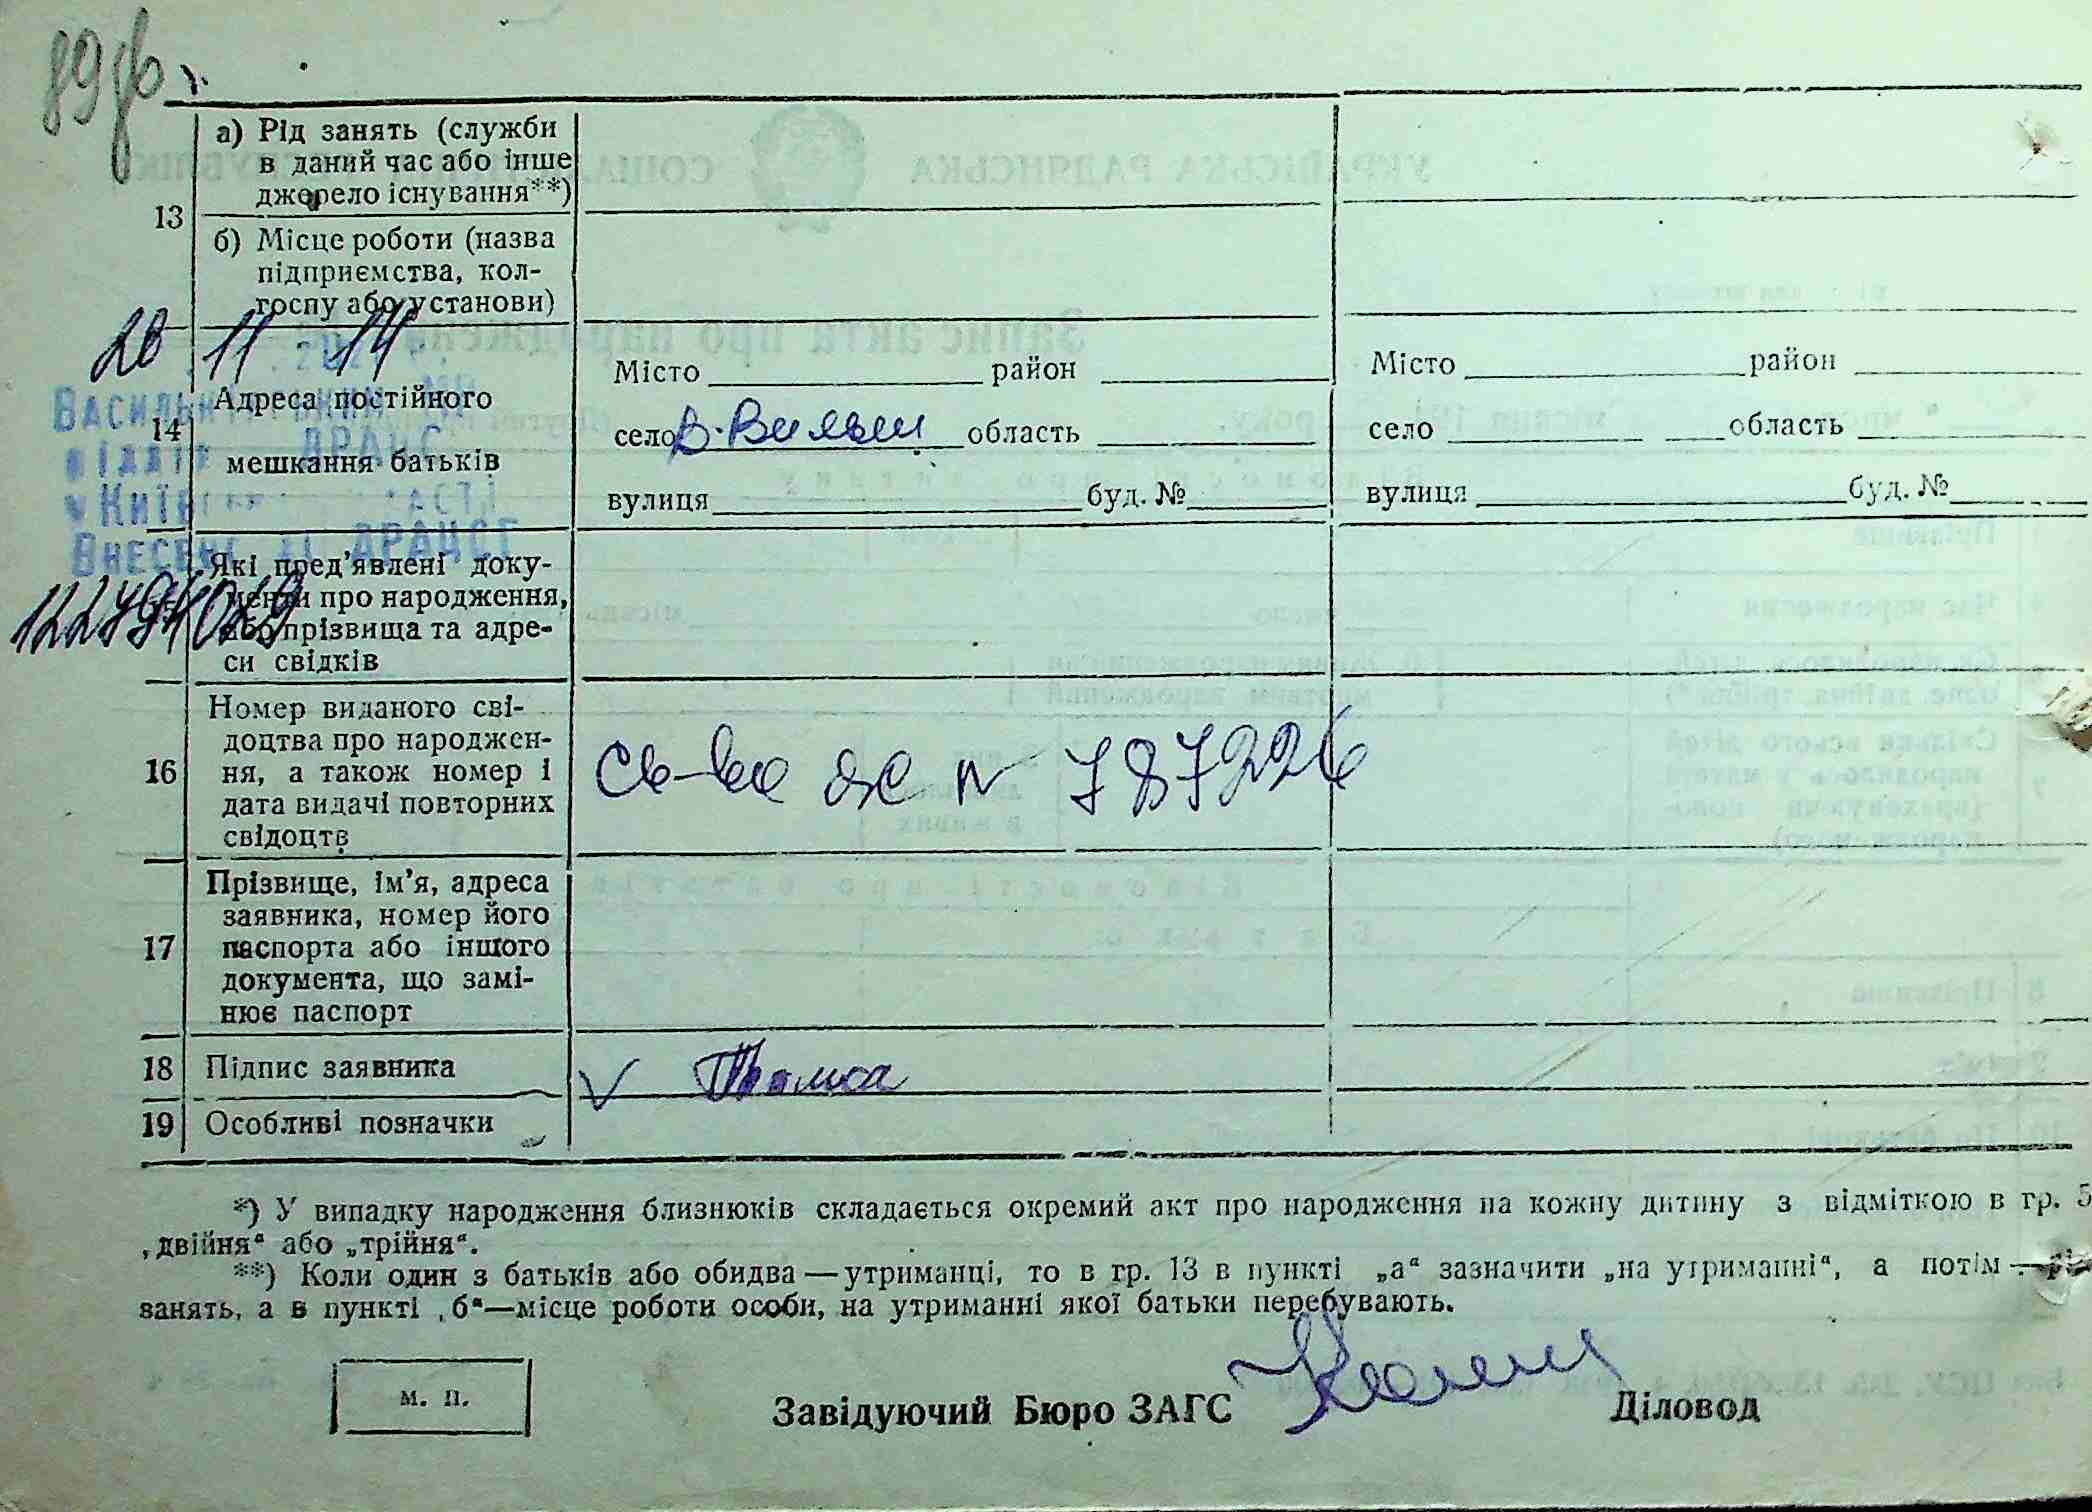 13
а) Рід занять (служби
в даний час або інше
джерело існування**)
б) Місце роботи (назва
підприємства, кол-
госпу або установи)
20 11 14
14
Адреса постійного
мешкання батьків
Місто район
село В-Вильши область
вулиця буд. №
Місто район
село область
вулиця буд. №
відділ ДРАЦС
Внесено ДРАЦСГ
Які пред'явлені доку-
менти про народження,
або прізвища та адре-
си свідків
16
Номер виданого сві-
доцтва про народжен-
ня, а також номер і
дата видачі повторних
свідоцтв
Св-во № 787226
17
Прізвище, ім'я, адреса
заявника, номер його
паспорта або іншого
документа, що замі-
нює паспорт
18 Підпис заявника
19 Особливі позначки
*) У випадку народження близнюків складається окремий акт про народження на кожну дитину з відміткою в гр. 5
„двійня“ або „трійня“.
**) Коли один з батьків або обидва—утриманці, то в гр. 13 в пункті „а“ зазначити „на утриманні“, а потім — рід
занять, а в пункті „б“—місце роботи особи, на утриманні якої батьки перебувають.
м. п.
Завідуючий Бюро ЗАГС Діловод